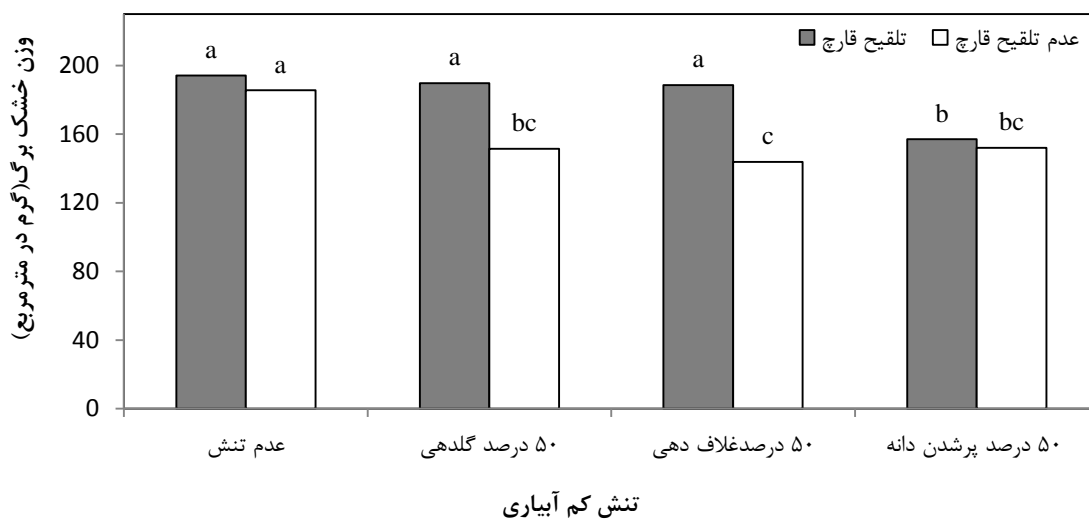 تلقیح قارچ
عدم تلقیح قارچ
وزن خشک برگ(گرم در مترمربع)
200
160
120
80
40
0
a
a
a
bc
a
c
b
bc
عدم تنش
۵۰ درصد گلدهی
۵۰ درصدغلاف دهی
۵۰ درصد پرشدن دانه
تنش کم آبیاری